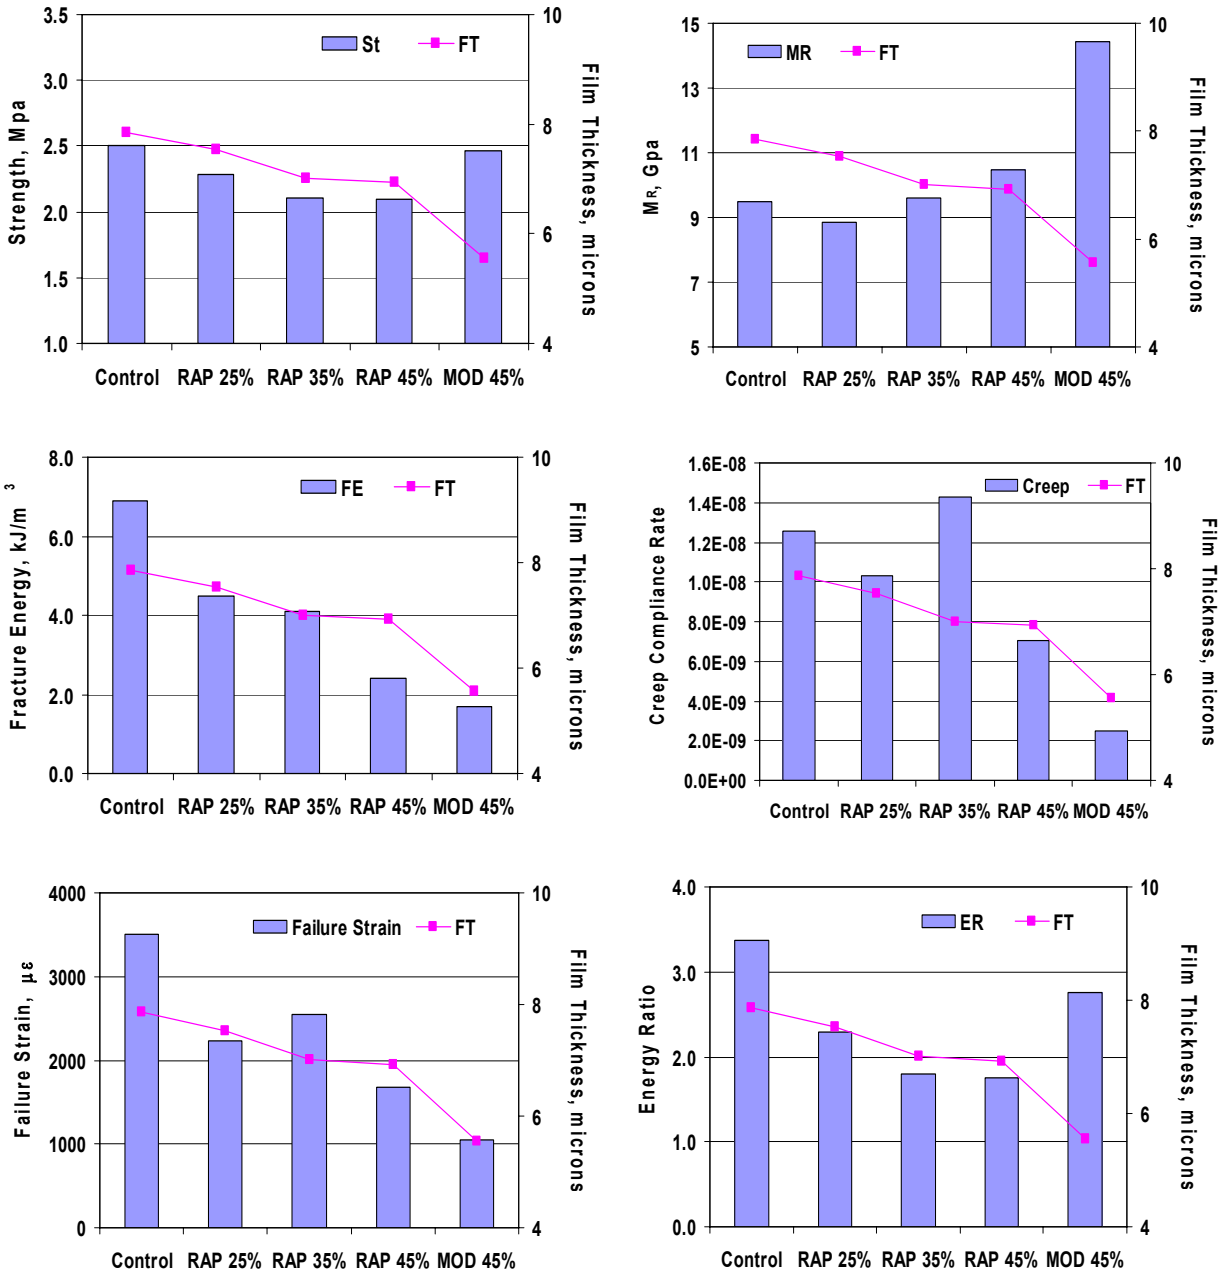 St FT
3.5
3.0
2.5
2.0
1.5
1.0
Strength, Mpa
10
8
6
4
Film Thickness, microns
Control RAP 25% RAP 35% RAP 45% MOD 45%
MR FT
15
13
11
9
7
5
MR, Gpa
10
8
6
4
Film Thickness, microns
Control RAP 25% RAP 35% RAP 45% MOD 45%
FE FT
8.0
6.0
4.0
2.0
0.0
Fracture Energy, kJ/m 3
10
8
6
4
Film Thickness, microns
Control RAP 25% RAP 35% RAP 45% MOD 45%
Creep FT
1.6E-08
1.4E-08
1.2E-08
1.0E-08
8.0E-09
6.0E-09
4.0E-09
2.0E-09
0.0E+00
Creep Compliance Rate
10
8
6
4
Film Thickness, microns
Control RAP 25% RAP 35% RAP 45% MOD 45%
Failure Strain FT
4000
3000
2000
1000
0
Failure Strain, με
10
8
6
4
Film Thickness, microns
Control RAP 25% RAP 35% RAP 45% MOD 45%
ER FT
4.0
3.0
2.0
1.0
0.0
Energy Ratio
10
8
6
4
Film Thickness, microns
Control RAP 25% RAP 35% RAP 45% MOD 45%